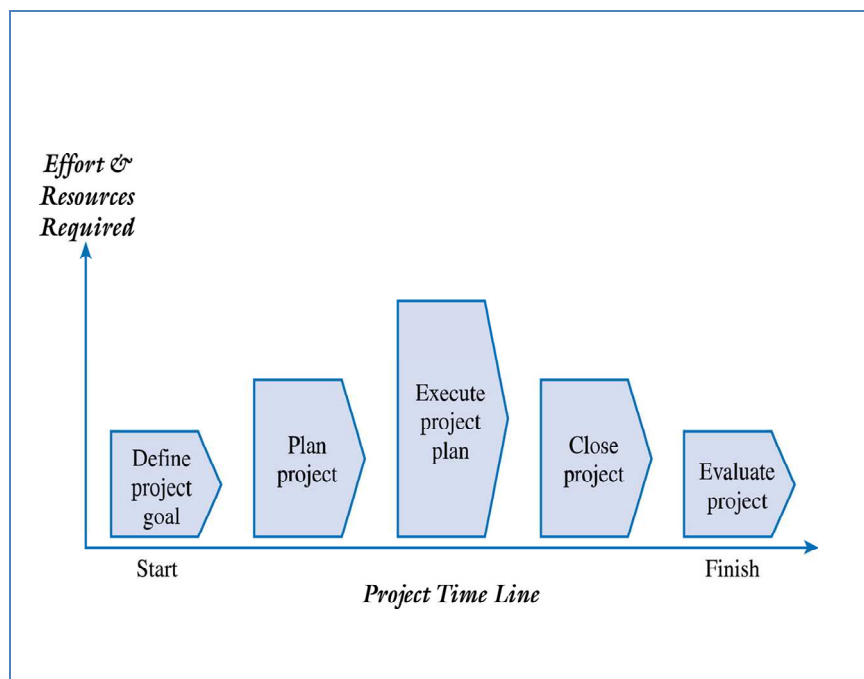 Effort &
Resources
Required
Define
project
goal
Plan
project
Execute
project
plan
Close
project
Evaluate
project
Start
Finish
Project Time Line